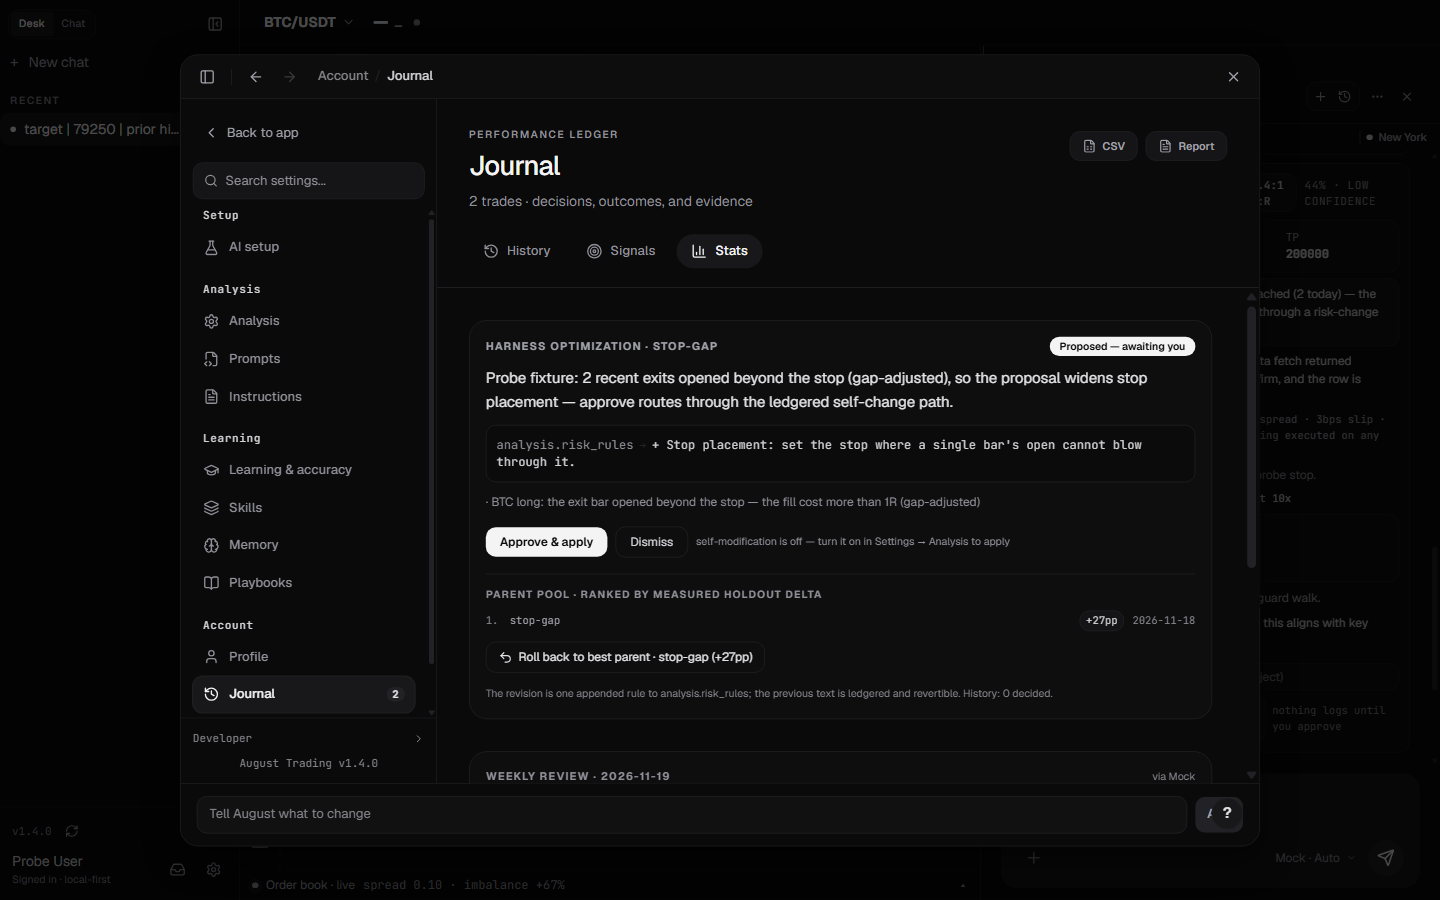 Desk
Chat
BTC/USDT
+ New chat
RECENT
target | 79250 | prior hi...
Account / Journal
Back to app
Search settings...
Setup
AI setup
Analysis
Analysis
Prompts
Instructions
Learning
Learning & accuracy
Skills
Memory
Playbooks
Account
Profile
Journal
2
Developer
August Trading v1.4.0
PERFORMANCE LEDGER
Journal
2 trades · decisions, outcomes, and evidence
CSV
Report
History
Signals
Stats
HARNESS OPTIMIZATION · STOP-GAP
Proposed — awaiting you
Probe fixture: 2 recent exits opened beyond the stop (gap-adjusted), so the proposal widens stop
placement — approve routes through the ledgered self-change path.
analysis.risk_rules → + Stop placement: set the stop where a single bar's open cannot blow
through it.
· BTC long: the exit bar opened beyond the stop — the fill cost more than 1R (gap-adjusted)
Approve & apply
Dismiss
self-modification is off — turn it on in Settings → Analysis to apply
PARENT POOL · RANKED BY MEASURED HOLDOUT DELTA
1. stop-gap
+27pp
2026-11-18
Roll back to best parent · stop-gap (+27pp)
The revision is one appended rule to analysis.risk_rules; the previous text is ledgered and revertible. History: 0 decided.
WEEKLY REVIEW · 2026-11-19
via Mock
Tell August what to change
?
New York
.4:1
:R
44% · LOW
CONFIDENCE
TP
200000
ached (2 today) — the
through a risk-change
ta fetch returned
irm, and the row is
spread · 3bps slip ·
ing executed on any
probe stop.
t 10x
guard walk.
this aligns with key
ject)
nothing logs until
you approve
v1.4.0
Probe User
Signed in · local-first
Order book · live spread 0.10 · imbalance +67%
Mock · Auto